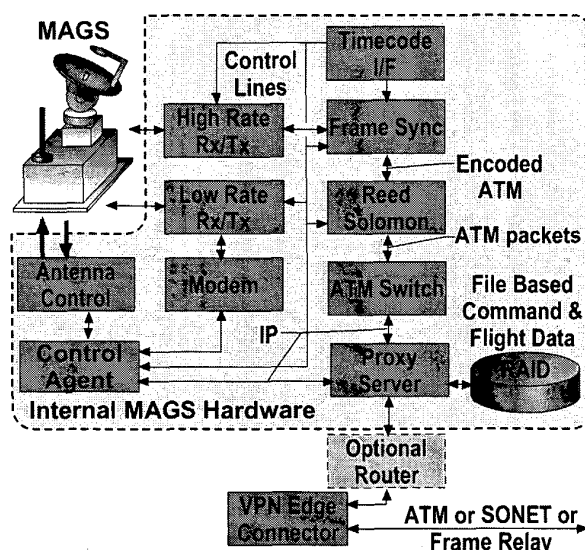 MAGS
Control
Lines
Timecode
I/F
High Rate
Rx/Tx
Frame Sync
Encoded
ATM
Low Rate
Rx/Tx
Reed
Solomon
ATM packets
Antenna
Control
Modem
ATM Switch
File Based
Command &
Flight Data
IP
Control
Agent
Proxy
Server
RAID
Internal MAGS Hardware
Optional
Router
VPN Edge
Connector
ATM or SONET or
Frame Relay